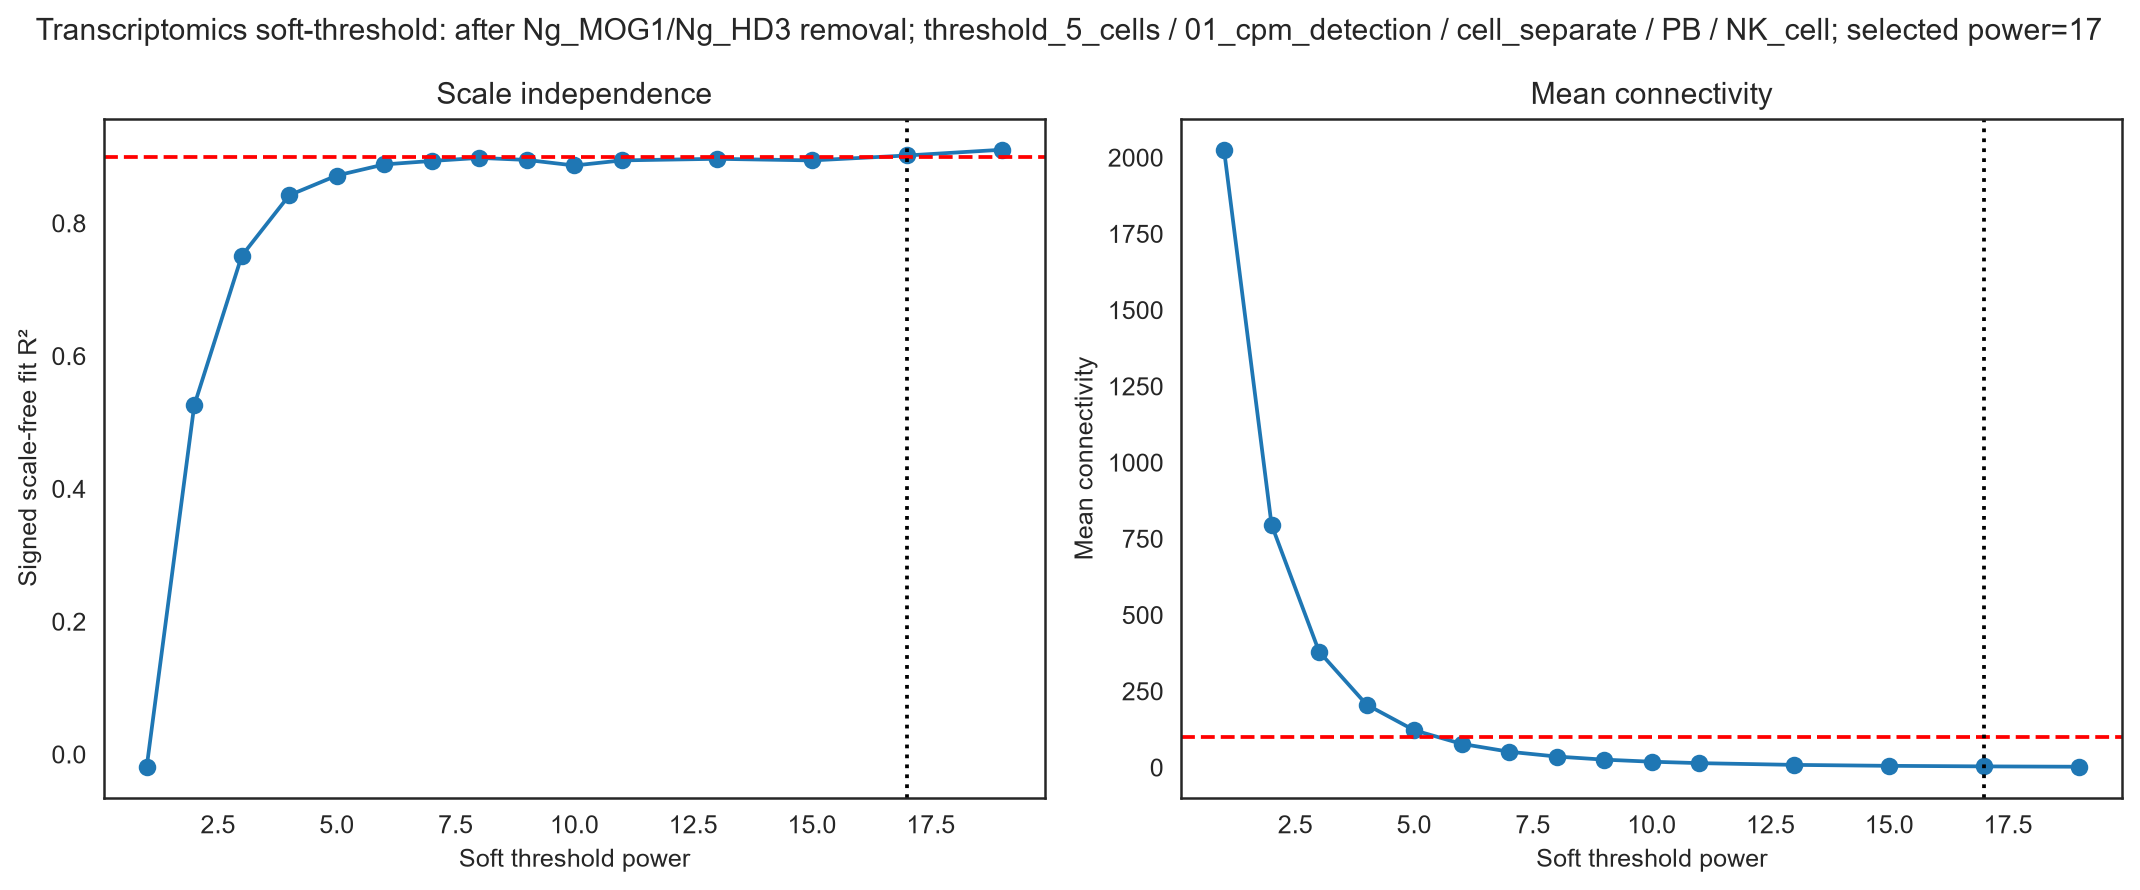 Transcriptomics soft-threshold: after Ng_MOG1/Ng_HD3 removal; threshold_5_cells / 01_cpm_detection / cell_separate / PB / NK_cell; selected power=17
Scale independence
Signed scale-free fit R²
0.8
0.6
0.4
0.2
0.0
2.5 5.0 7.5 10.0 12.5 15.0 17.5
Soft threshold power
Mean connectivity
Mean connectivity
2000
1750
1500
1250
1000
750
500
250
0
2.5 5.0 7.5 10.0 12.5 15.0 17.5
Soft threshold power